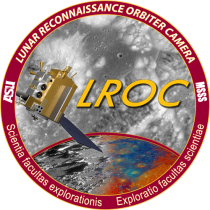 LUNAR RECONNAISSANCE ORBITER CAMERA
ASU
MSSS
LROC
Scientia facultas explorationis
Exploratio facultas scientiae